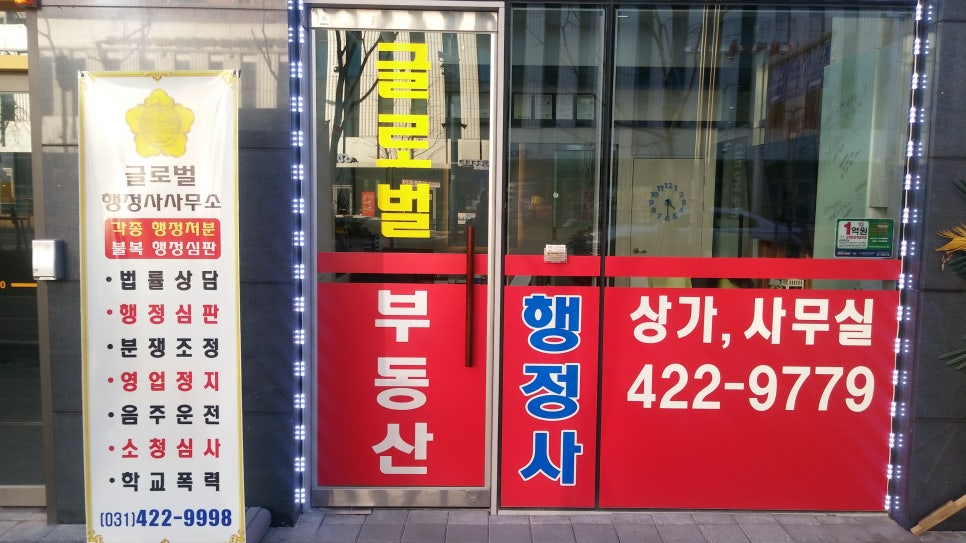 글로벌
행정사사무소
각종 행정처분
불복 행정심판
· 법률상담
· 행정심판
· 분쟁조정
· 영업정지
· 음주운전
· 소청심사
· 학교폭력
(031)422-9998
글로벌
부동산
행정사
상가, 사무실
422-9779
1억원